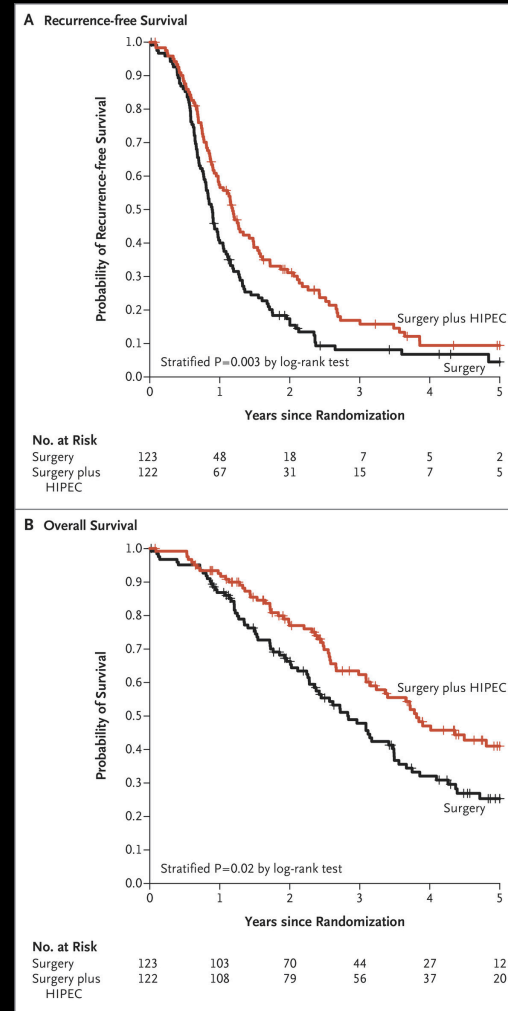 A Recurrence-free Survival
1.0
0.9
0.8
0.7
0.6
0.5
0.4
0.3
0.2
0.1
0.0
Probability of Recurrence-free Survival
Surgery plus HIPEC
Surgery
Stratified P=0.003 by log-rank test
0 1 2 3 4 5
Years since Randomization
No. at Risk
Surgery 123 48 18 7 5 2
Surgery plus 122 67 31 15 7 5
HIPEC
B Overall Survival
1.0
0.9
0.8
0.7
0.6
0.5
0.4
0.3
0.2
0.1
0.0
Probability of Survival
Surgery plus HIPEC
Surgery
Stratified P=0.02 by log-rank test
0 1 2 3 4 5
Years since Randomization
No. at Risk
Surgery 123 103 70 44 27 12
Surgery plus 122 108 79 56 37 20
HIPEC